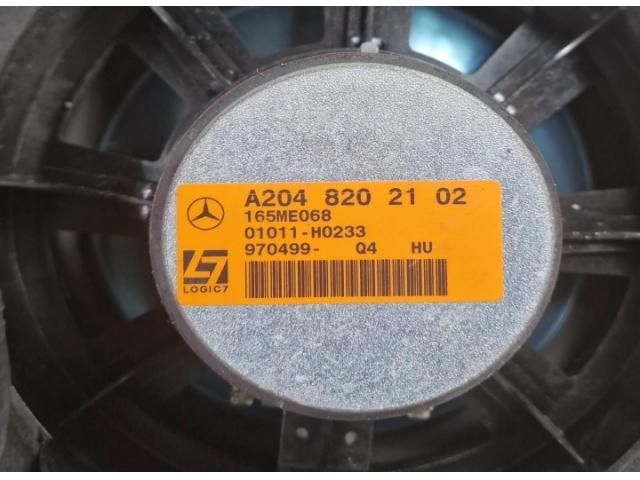 A204 820 21 02
165ME068
01011-H0233
970499- Q4 HU
LOGIC7